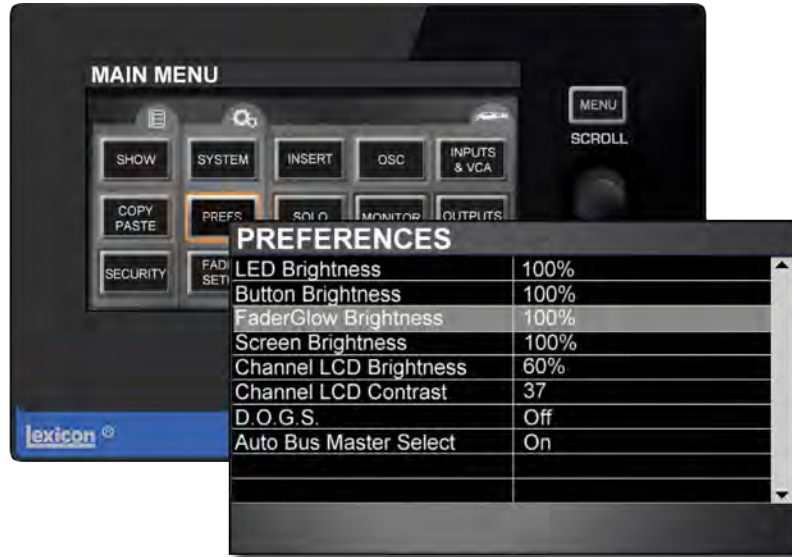 MAIN MENU
MENU
SCROLL
SHOW
SYSTEM
INSERT
OSC
INPUTS
& VCA
COPY
PASTE
PREFS
SOLO
MONITOR
OUTPUTS
SECURITY
PREFERENCES
LED Brightness 100%
Button Brightness 100%
FaderGlow Brightness 100%
Screen Brightness 100%
Channel LCD Brightness 60%
Channel LCD Contrast 37
D.O.G.S. Off
Auto Bus Master Select On
lexicon ®